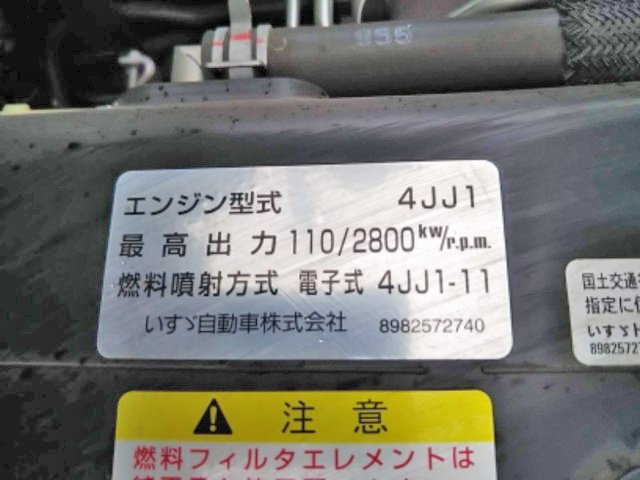 955
エンジン型式 4JJ1
最高出力 110/2800kw/r.p.m.
燃料噴射方式 電子式 4JJ1-11
いすゞ自動車株式会社 8982572740
国土交通
指定に
いすゞト
8982572
注意
燃料フィルタエレメントは